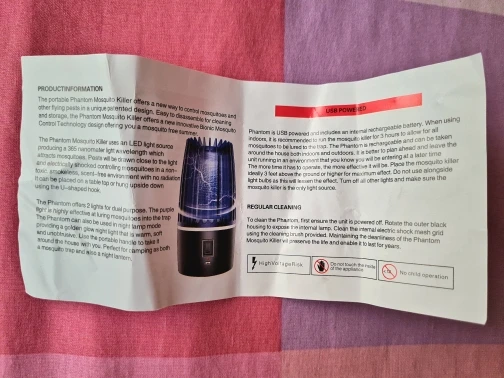 PRODUCTINFORMATION
The portable Phantom Mosquito Killer offers a new way to control mosquitoes and
other flying pests in a unique patented design. Easy to disassemble for cleaning
and storage, the Phantom Mosquito Killer offers a new innovative Bionic Mosquito
Control Technology design offering you a mosquito free summer.
The Phantom Mosquito Killer uses an LED light source
producing a 365 nanometer light wavelength which
attracts mosquitoes. Pests will be drawn close to the light
and electrically shocked controlling mosquitoes in a non-
toxic, smokeless, scent-free environment with no radiation.
It can be placed on a table top or hung upside down
using the U-shaped hook.
The Phantom offers 2 lights for dual purpose. The purple
light is highly effective at luring mosquitoes into the trap
The Phantom can also be used in night lamp mode
providing a golden glow night light that is warm, soft
and unobtrusive. Use the portable handle to take it
around the house with you. Perfect for camping as both
a mosquito trap and also a night lantern.
USB POWERED
Phantom is USB powered and includes an internal rechargeable battery. When using
indoors, it is recommended to run the mosquito killer for 3 hours to allow for all
mosquitoes to be lured to the trap. The Phantom is rechargeable and can be taken
around the house both indoors and outdoors, it is better to plan ahead and leave the
unit running in an environment that you know you will be entering at a later time.
The more time it has to operate, the more effective it will be. Place the mosquito killer
ideally 3 feet above the ground or higher for maximum effect. Do not use alongside
light bulbs as this will lessen the effect. Turn off all other lights and make sure the
mosquito killer is the only light source.
REGULAR CLEANING
To clean the Phantom, first ensure the unit is powered off. Rotate the outer black
housing to expose the internal lamp. Clean the internal electric shock mesh grid
using the cleaning brush provided. Maintaining the cleanliness of the Phantom
Mosquito Killer will preserve the life and enable it to last for years.
High Voltage Risk
Do not touch the inside
of the appliance
No child operation